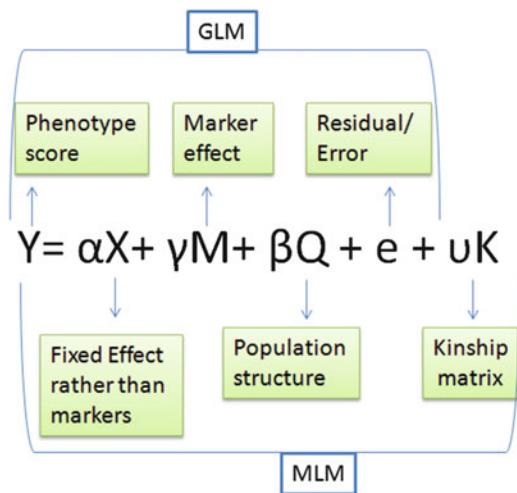 GLM
Phenotype
score
Marker
effect
Residual/
Error
Y= αX+ γM+ βQ + e + υK
Fixed Effect
rather than
markers
Population
structure
Kinship
matrix
MLM